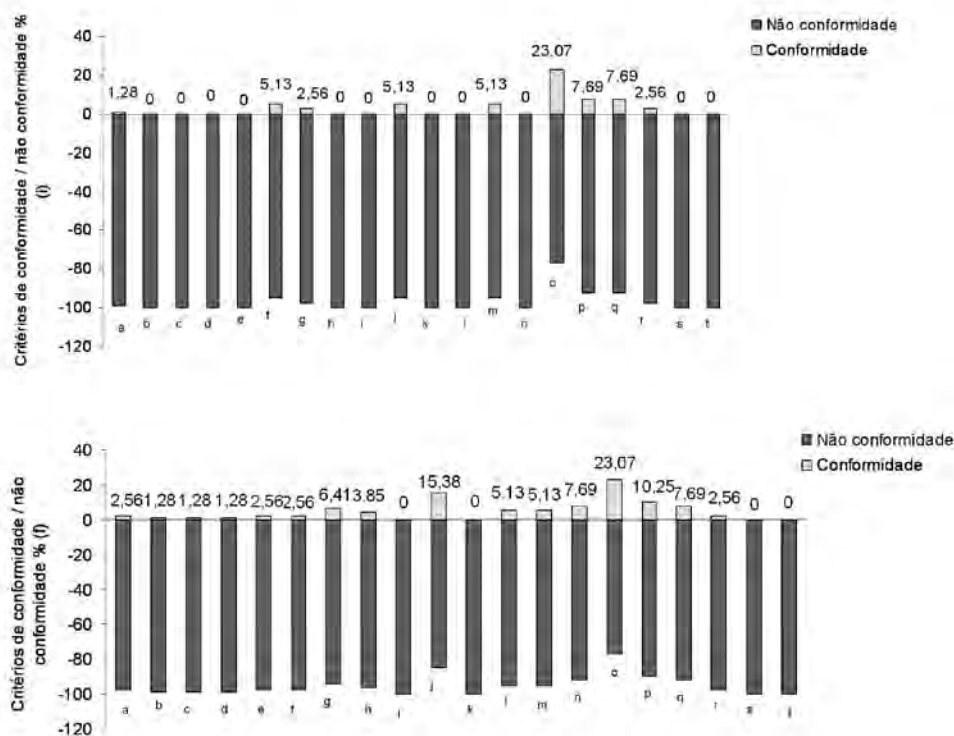 Não conformidade
Conformidade
Critérios de conformidade / não conformidade %
(i)
40
20
0
-20
-40
-60
-80
-100
-120
1,28 0 0 0 0 5,13 2,56 0 0 5,13 0 0 5,13 0 23,07 7,69 7,69 2,56 0 0
a b c d e f g h i j k l m n o p q r s t
Não conformidade
Conformidade
Critérios de conformidade / não
conformidade % (f)
40
20
0
-20
-40
-60
-80
-100
-120
2,56 1,28 1,28 1,28 2,56 2,56 6,41 3,85 0 15,38 0 5,13 5,13 7,69 23,07 10,25 7,69 2,56 0 0
a b c d e f g h i j k l m n o p q r s